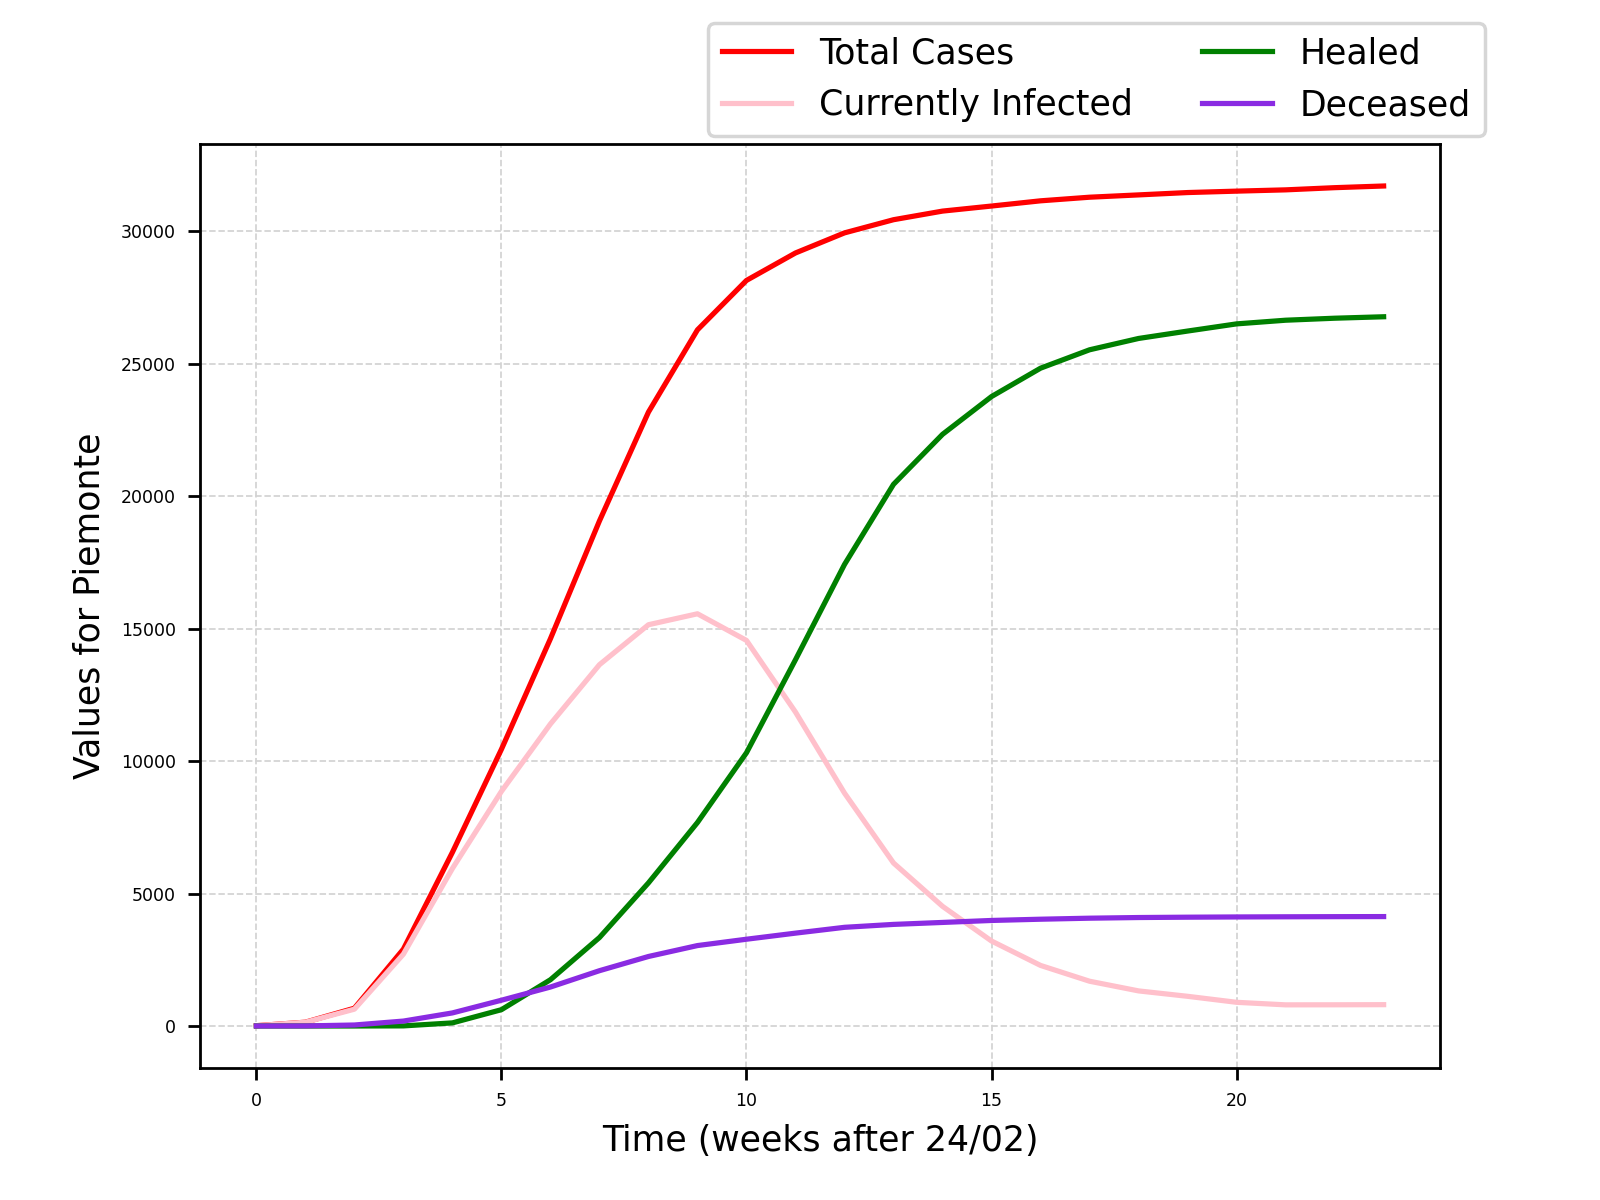 Total Cases
Currently Infected
Healed
Deceased
30000
25000
20000
15000
10000
5000
0
Values for Piemonte
0 5 10 15 20
Time (weeks after 24/02)